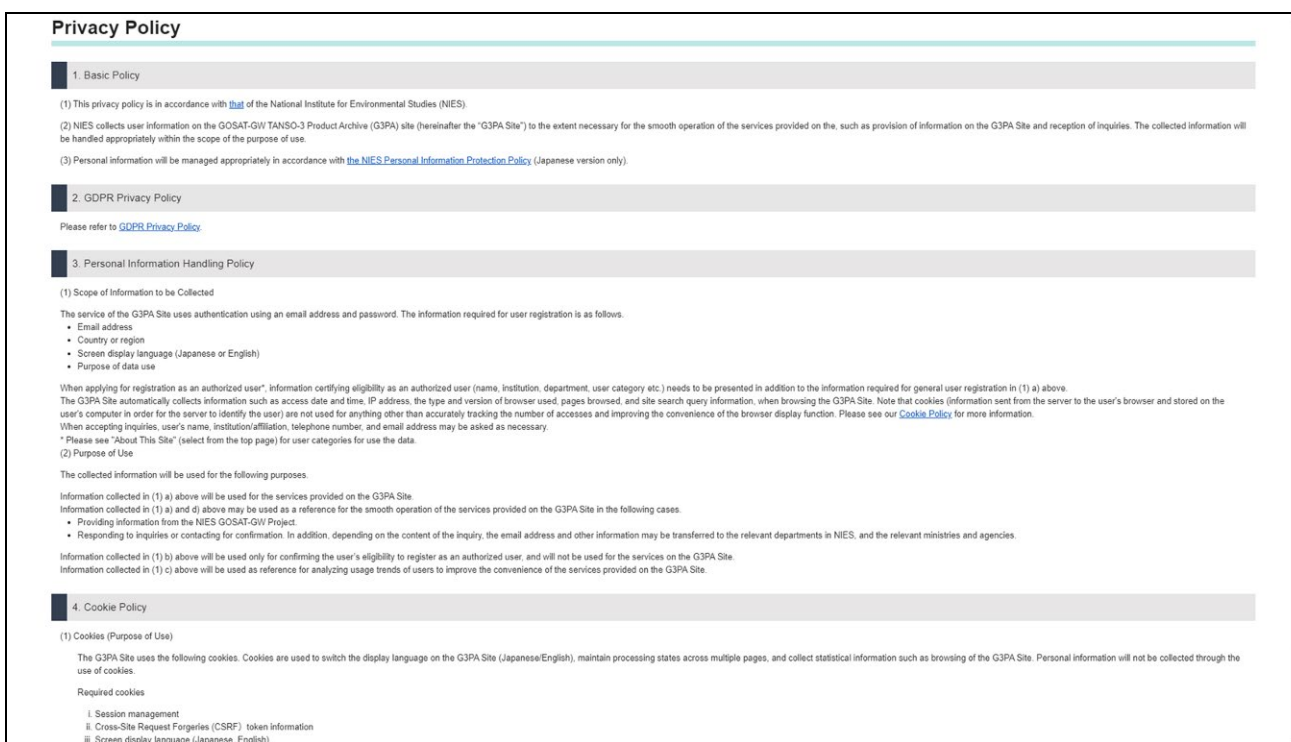 Privacy Policy
1. Basic Policy
(1) This privacy policy is in accordance with that of the National Institute for Environmental Studies (NIES).
(2) NIES collects user information on the GOSAT-GW TANSO-3 Product Archive (G3PA) site (hereinafter the “G3PA Site”) to the extent necessary for the smooth operation of the services provided on the, such as provision of information on the G3PA Site and reception of inquiries. The collected information will
be handled appropriately within the scope of the purpose of use.
(3) Personal information will be managed appropriately in accordance with the NIES Personal Information Protection Policy (Japanese version only).
2. GDPR Privacy Policy
Please refer to GDPR Privacy Policy.
3. Personal Information Handling Policy
(1) Scope of Information to be Collected
The service of the G3PA Site uses authentication using an email address and password. The information required for user registration is as follows.
• Email address
• Country or region
• Screen display language (Japanese or English)
• Purpose of data use
When applying for registration as an authorized user*, information certifying eligibility as an authorized user (name, institution, department, user category etc.) needs to be presented in addition to the information required for general user registration in (1) a) above.
The G3PA Site automatically collects information such as access date and time, IP address, the type and version of browser used, pages browsed, and site search query information, when browsing the G3PA Site. Note that cookies (information sent from the server to the user's browser and stored on the
user's computer in order for the server to identify the user) are not used for anything other than accurately tracking the number of accesses and improving the convenience of the browser display function. Please see our Cookie Policy for more information.
When accepting inquiries, user's name, institution/affiliation, telephone number, and email address may be asked as necessary.
* Please see "About This Site" (select from the top page) for user categories for use the data.
(2) Purpose of Use
The collected information will be used for the following purposes.
Information collected in (1) a) above will be used for the services provided on the G3PA Site.
Information collected in (1) a) and d) above may be used as a reference for the smooth operation of the services provided on the G3PA Site in the following cases.
• Providing information from the NIES GOSAT-GW Project.
• Responding to inquiries or contacting for confirmation. In addition, depending on the content of the inquiry, the email address and other information may be transferred to the relevant departments in NIES, and the relevant ministries and agencies.
Information collected in (1) b) above will be used only for confirming the user's eligibility to register as an authorized user, and will not be used for the services on the G3PA Site.
Information collected in (1) c) above will be used as reference for analyzing usage trends of users to improve the convenience of the services provided on the G3PA Site.
4. Cookie Policy
(1) Cookies (Purpose of Use)
The G3PA Site uses the following cookies. Cookies are used to switch the display language on the G3PA Site (Japanese/English), maintain processing states across multiple pages, and collect statistical information such as browsing of the G3PA Site. Personal information will not be collected through the
use of cookies.
Required cookies
i. Session management
ii. Cross-Site Request Forgeries (CSRF) token information
iii. Screen display language (Japanese, English)